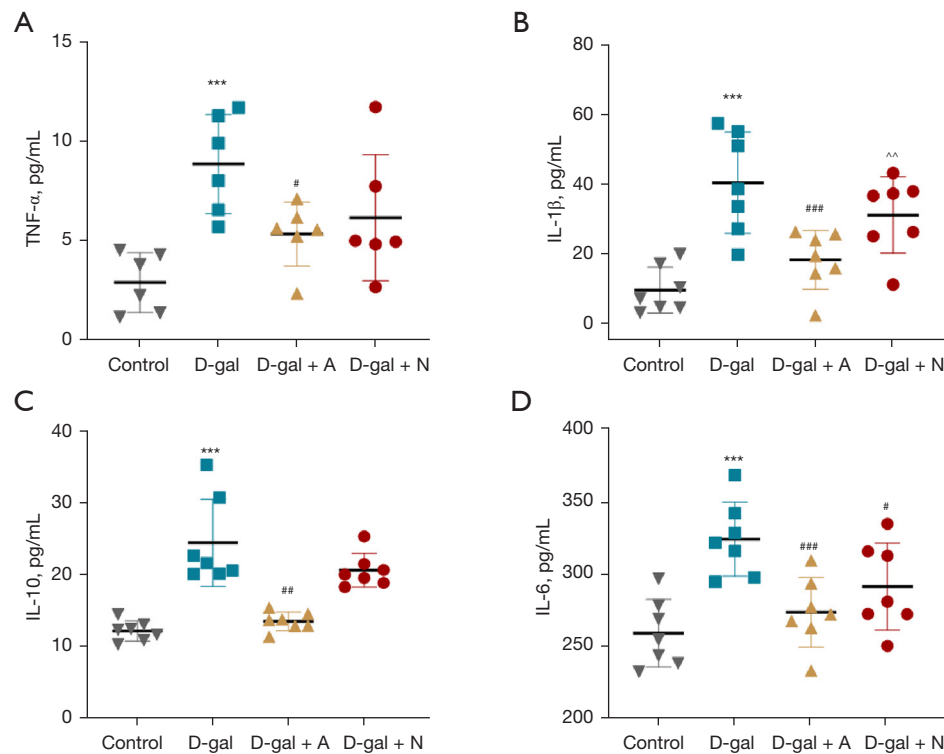 A
TNF-α, pg/mL
15
10
5
0
***
#
Control D-gal D-gal + A D-gal + N
B
IL-1β, pg/mL
80
60
40
20
0
***
###
^^
Control D-gal D-gal + A D-gal + N
C
IL-10, pg/mL
40
30
20
10
0
***
##
Control D-gal D-gal + A D-gal + N
D
IL-6, pg/mL
400
350
300
250
200
***
###
#
Control D-gal D-gal + A D-gal + N